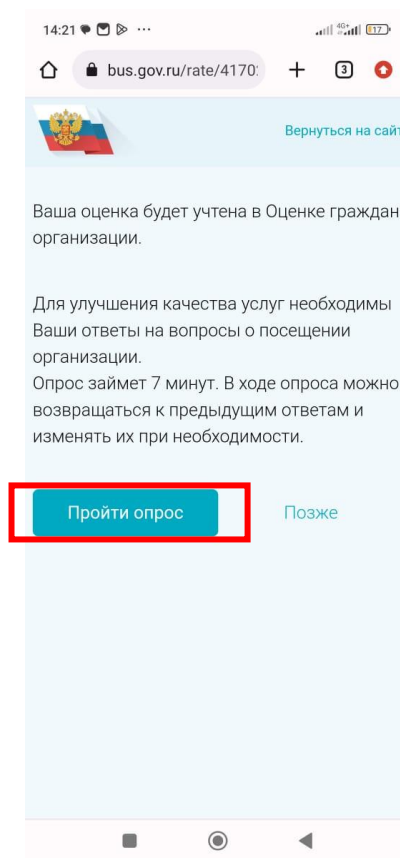 14:21
4G+
17
bus.gov.ru/rate/4170
3
Вернуться на сайт
Ваша оценка будет учтена в Оценке граждан
организации.
Для улучшения качества услуг необходимы
Ваши ответы на вопросы о посещении
организации.
Опрос займет 7 минут. В ходе опроса можно
возвращаться к предыдущим ответам и
изменять их при необходимости.
Пройти опрос
Позже